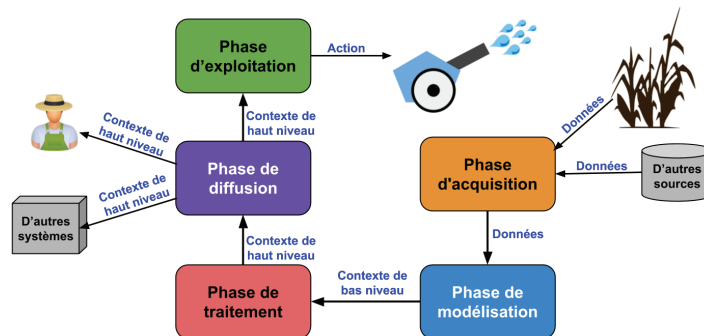 Phase
d'exploitation
Action
Contexte de
haut niveau
Contexte de
haut niveau
Données
Phase de
diffusion
Phase
d'acquisition
Données
D'autres
sources
Contexte de
haut niveau
D'autres
systèmes
Contexte de
haut niveau
Données
Phase de
traitement
Contexte de
bas niveau
Phase de
modélisation